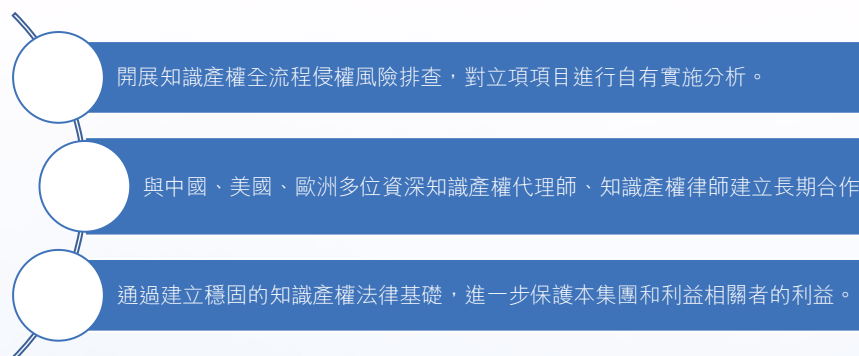 開展知識產權全流程侵權風險排查，對立項項目進行自有實施分析。
與中國、美國、歐洲多位資深知識產權代理師、知識產權律師建立長期合作
通過建立穩固的知識產權法律基礎，進一步保護本集團和利益相關者的利益。